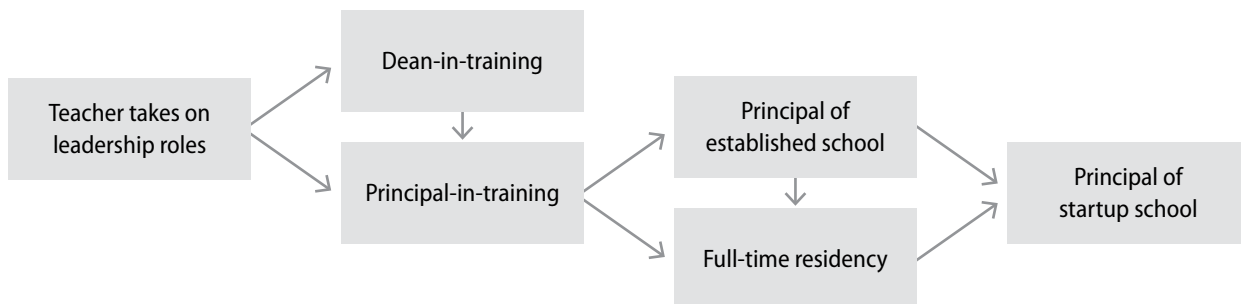 Teacher takes on
leadership roles
Dean-in-training
Principal-in-training
Principal of
established school
Full-time residency
Principal of
startup school